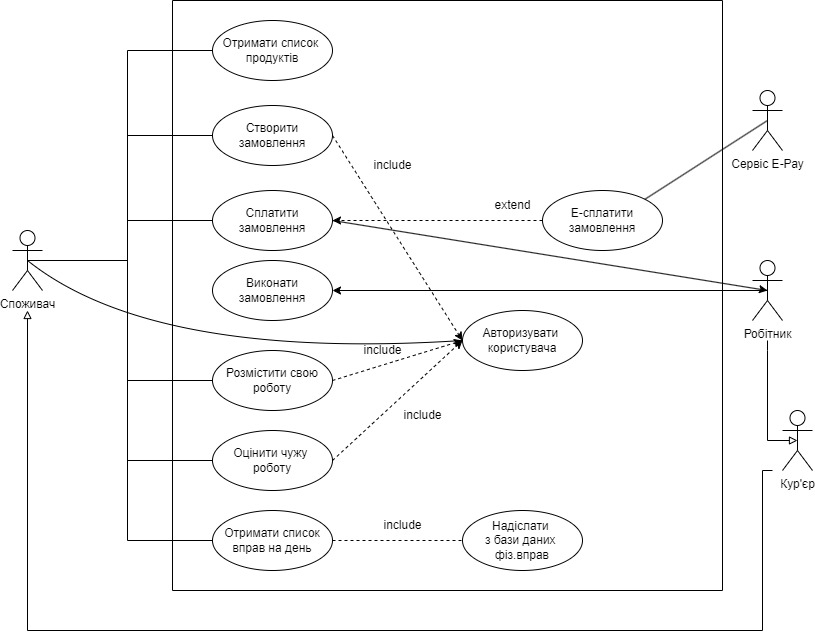 Отримати список
продуктів
Створити
замовлення
include
Сервіс E-Pay
extend
Сплатити
замовлення
Е-сплатити
замовлення
Виконати
замовлення
Споживач
Робітник
Авторизувати
користувача
include
Розмістити свою
роботу
include
Оцінити чужу
роботу
Кур'єр
include
Отримати список
вправ на день
Надіслати
з бази даних
фіз.вправ